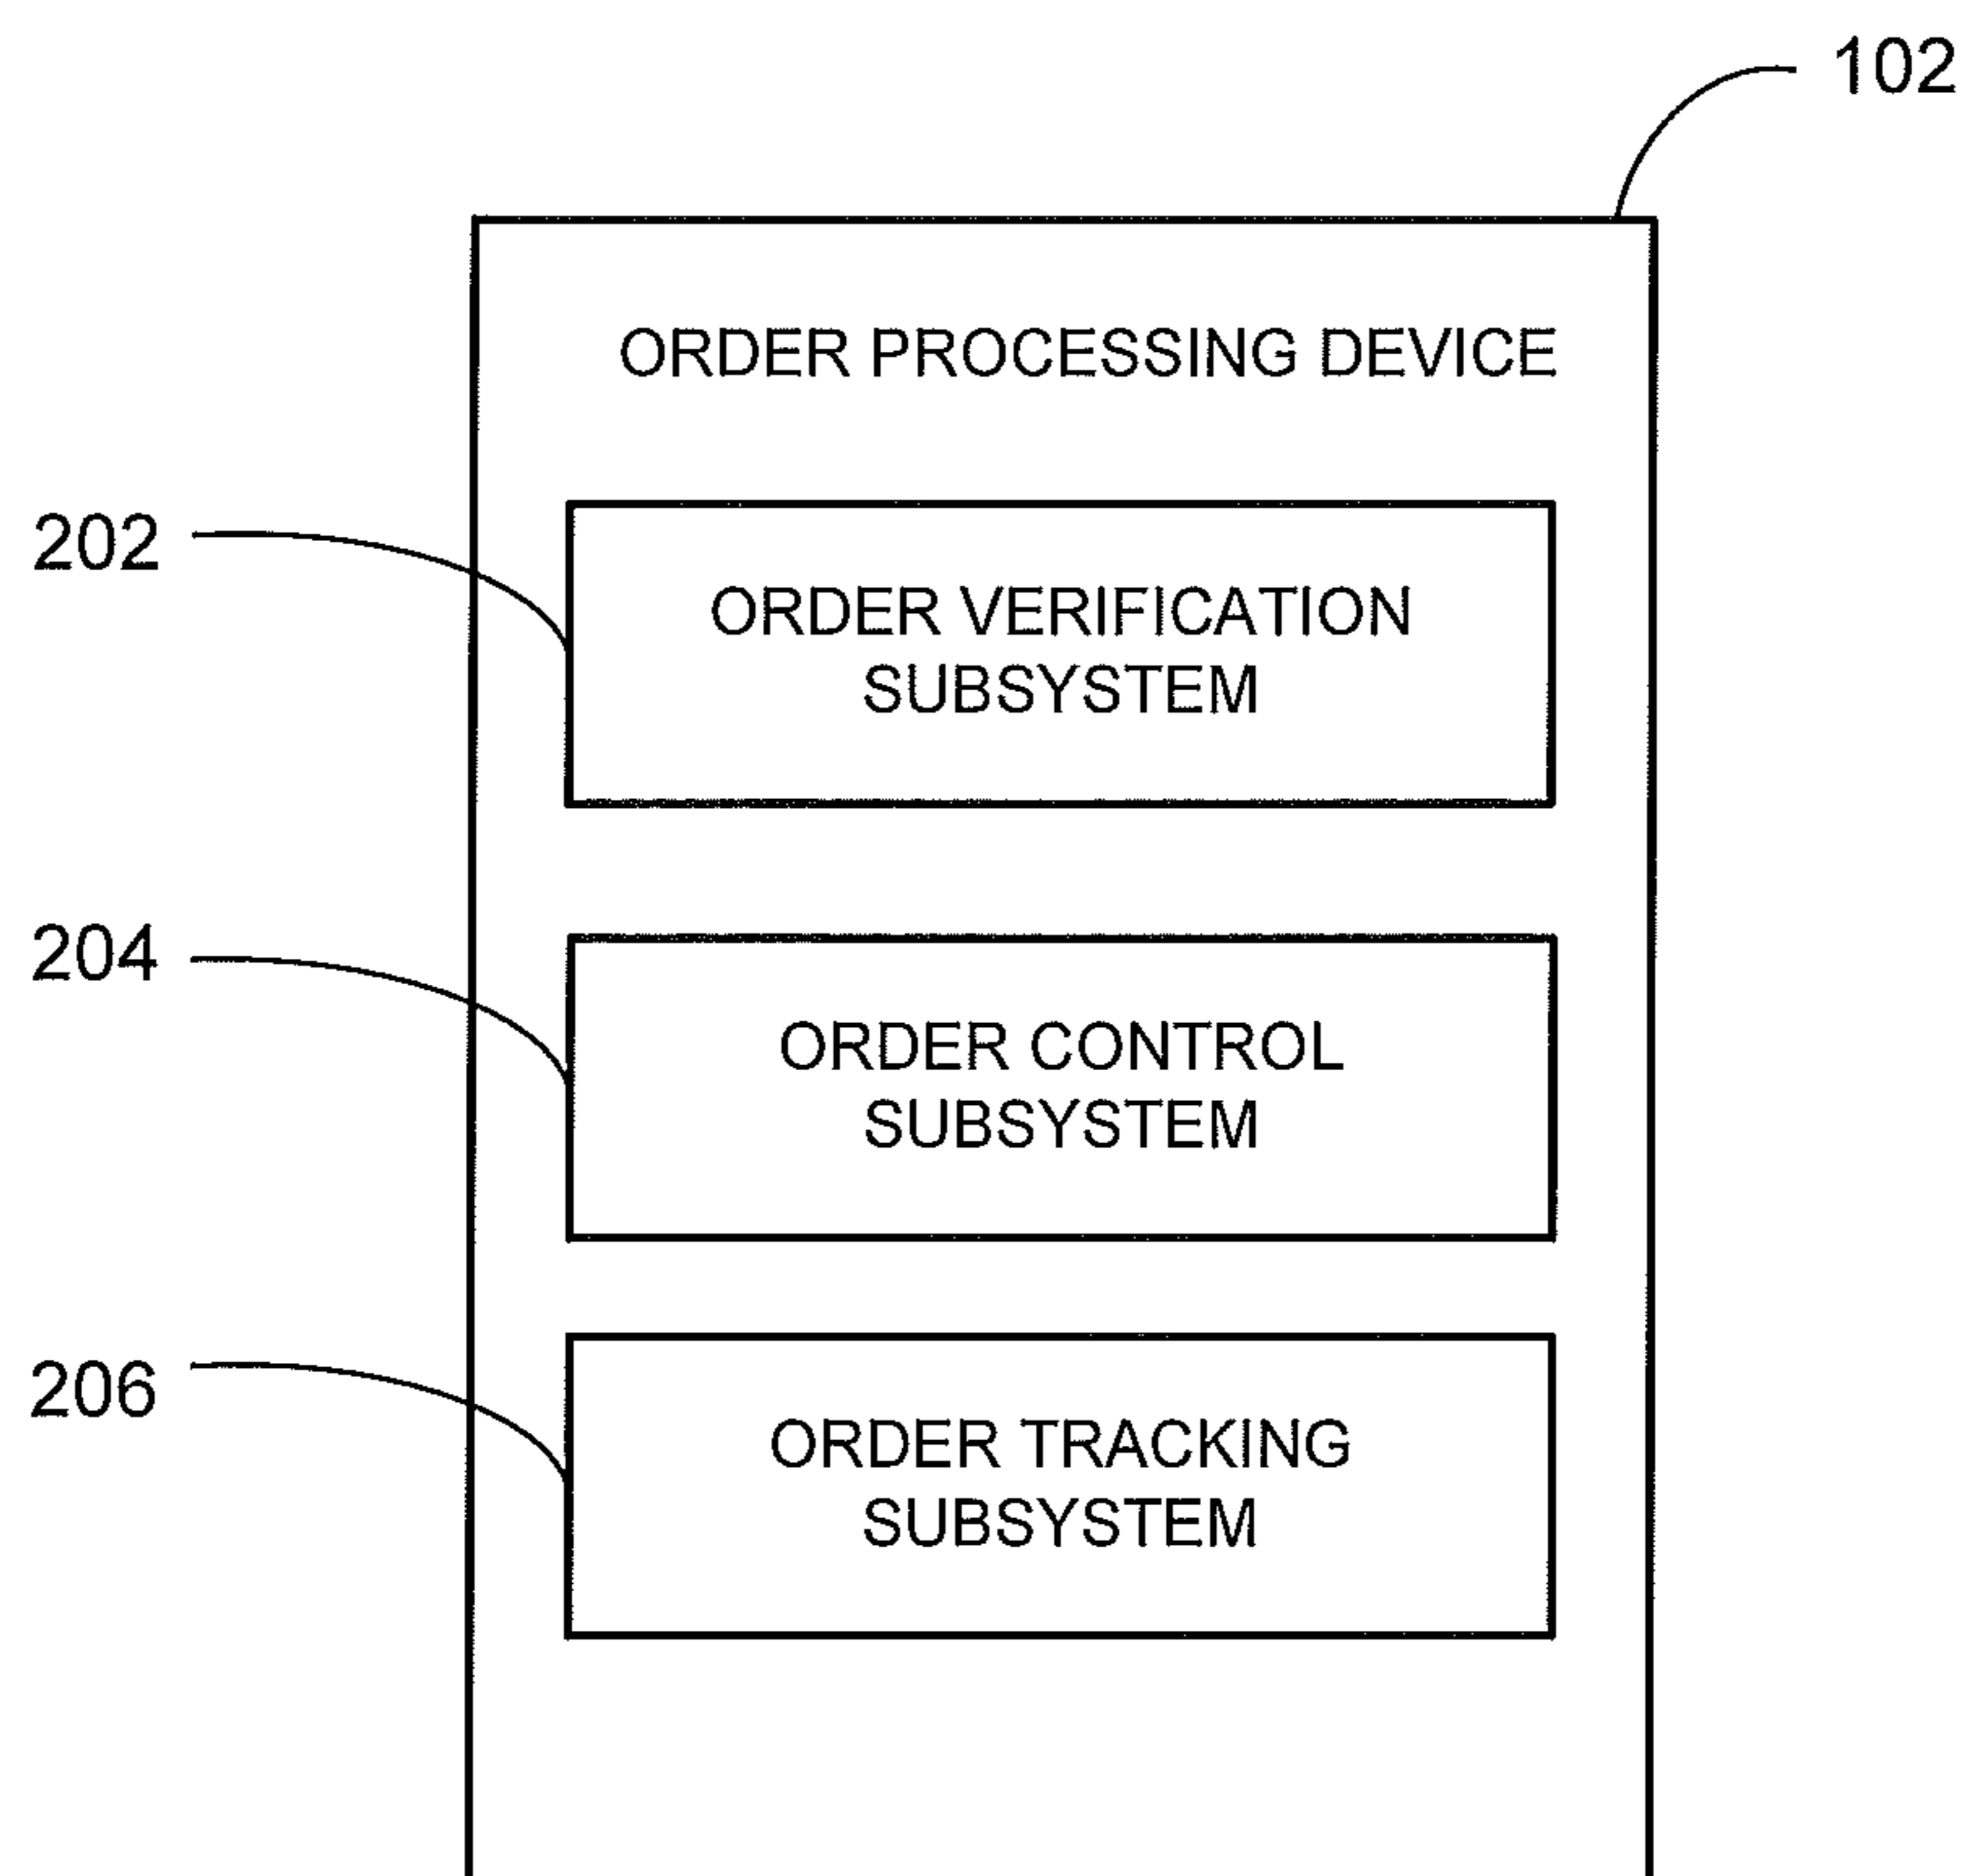 102
ORDER PROCESSING DEVICE
202
ORDER VERIFICATION
SUBSYSTEM
204
ORDER CONTROL
SUBSYSTEM
206
ORDER TRACKING
SUBSYSTEM